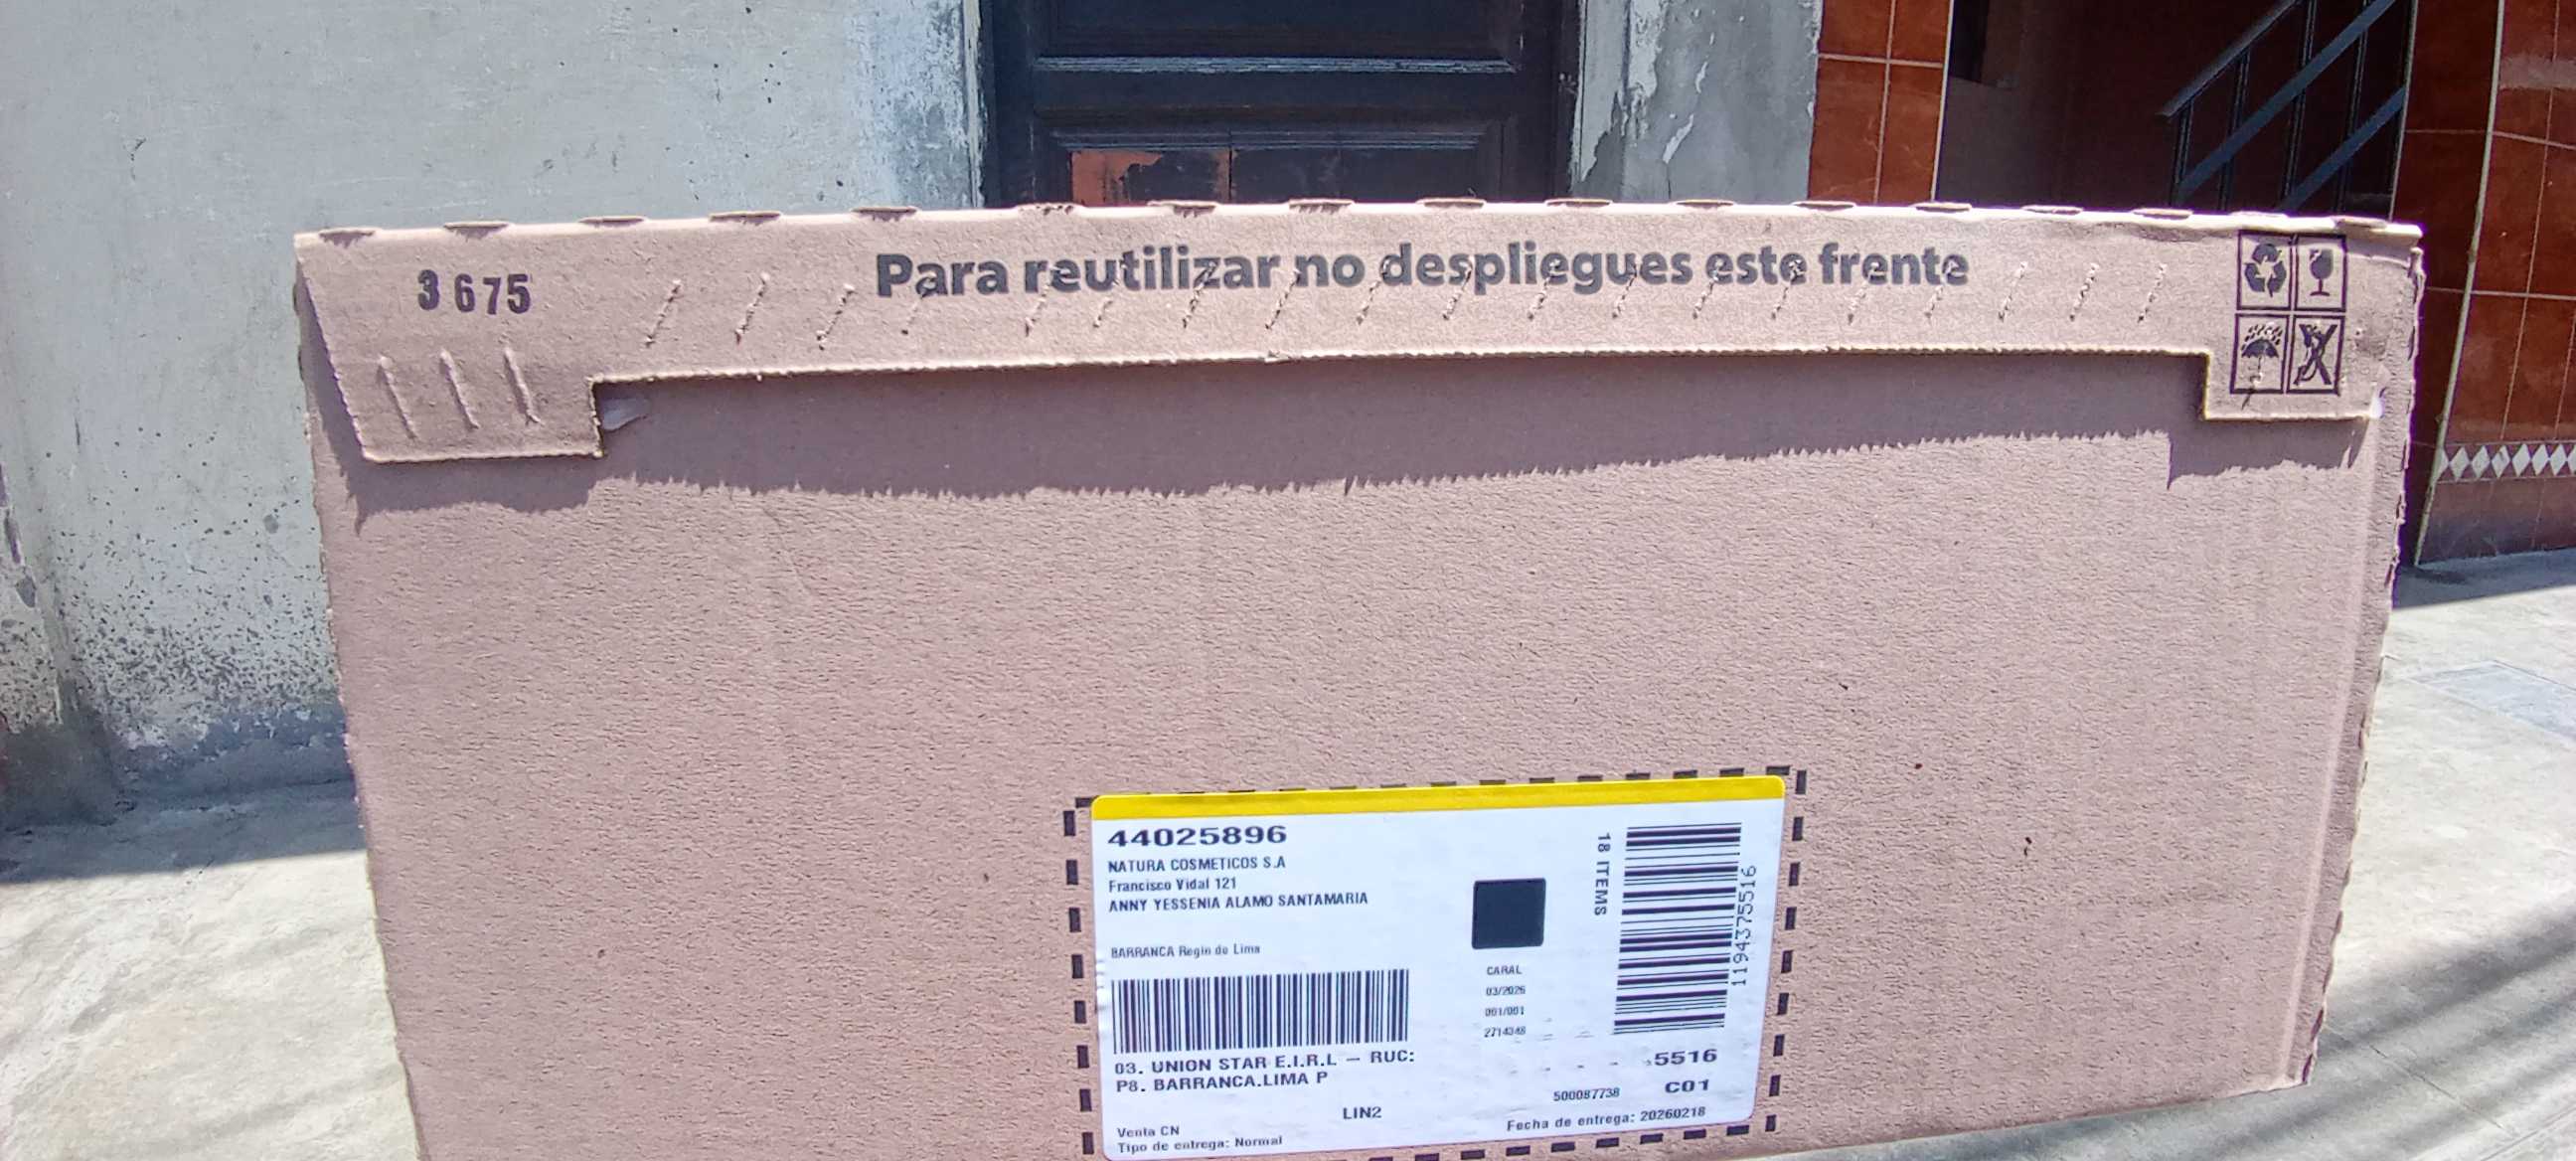 3 675
Para reutilizar no despliegues este frente
44025896
NATURA COSMETICOS S.A
Francisco Vidal 121
ANNY YESSENIA ALAMO SANTAMARIA
BARRANCA Regin de Lima
18 ITEMS
1194375516
CARAL
03/2026
001/001
2714348
03. UNION STAR E.I.R.L – RUC:
P8. BARRANCA.LIMA P
5516
500087738
C01
LIN2
Venta CN
Tipo de entrega: Normal
Fecha de entrega: 20260218